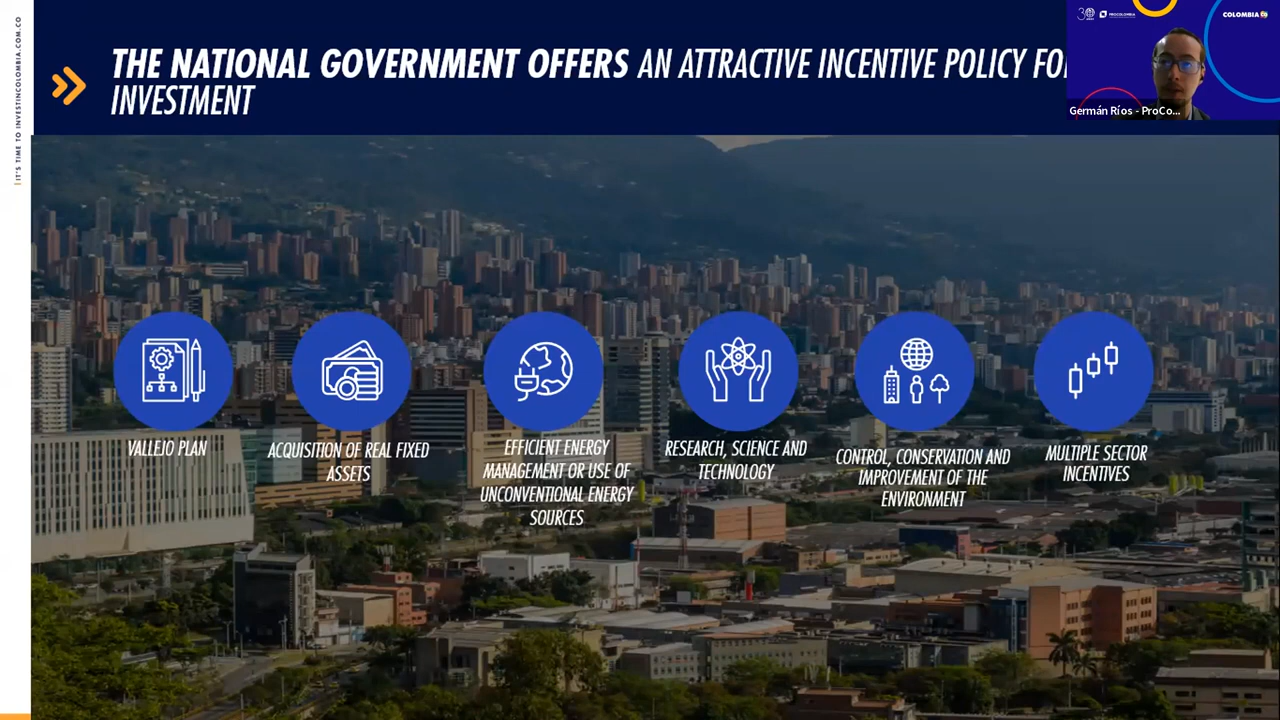 IT'S TIME TO INVESTINCOLOMBIA.COM.CO
THE NATIONAL GOVERNMENT OFFERS AN ATTRACTIVE INCENTIVE POLICY FO
INVESTMENT
COLOMBIA
Germán Ríos - ProCo...
VALLEJO PLAN
ACQUISITION OF REAL FIXED
ASSETS
EFFICIENT ENERGY
MANAGEMENT OR USE OF
UNCONVENTIONAL ENERGY
SOURCES
RESEARCH, SCIENCE AND
TECHNOLOGY
CONTROL, CONSERVATION AND
IMPROVEMENT OF THE
ENVIRONMENT
MULTIPLE SECTOR
INCENTIVES